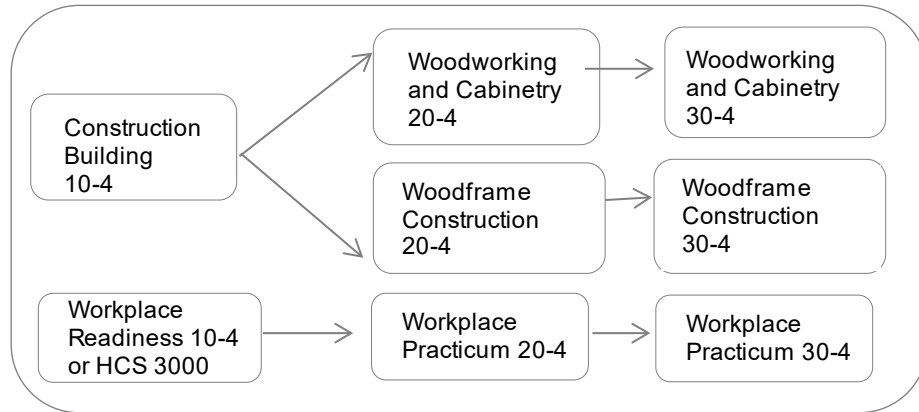 Construction
Building
10-4
Woodworking
and Cabinetry
20-4
Woodworking
and Cabinetry
30-4
Woodframe
Construction
20-4
Woodframe
Construction
30-4
Workplace
Readiness 10-4
or HCS 3000
Workplace
Practicum 20-4
Workplace
Practicum 30-4